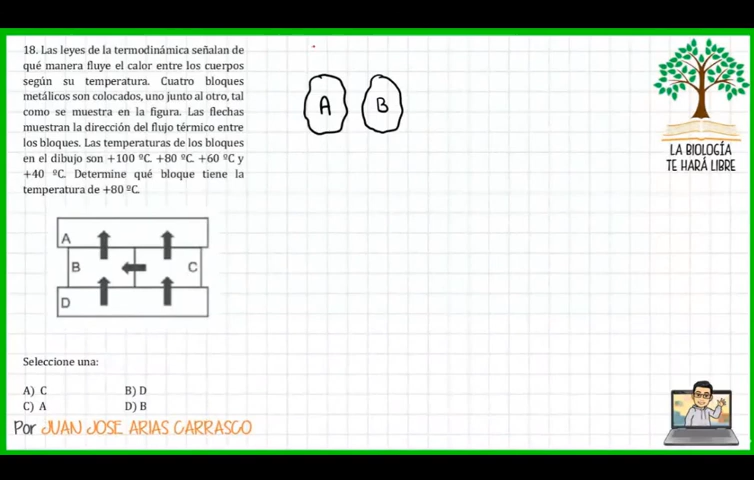 18. Las leyes de la termodinámica señalan de
qué manera fluye el calor entre los cuerpos
según su temperatura. Cuatro bloques
metálicos son colocados, uno junto al otro, tal
como se muestra en la figura. Las flechas
muestran la dirección del flujo térmico entre
los bloques. Las temperaturas de los bloques
en el dibujo son +100 ºC. +80 ºC. +60 ºC y
+40 ºC. Determine qué bloque tiene la
temperatura de +80 ºC.
A
B
C
D
Seleccione una:
A) C B) D
C) A D) B
Por JUAN JOSE ARIAS CARRASCO
A B
LA BIOLOGÍA
TE HARÁ LIBRE